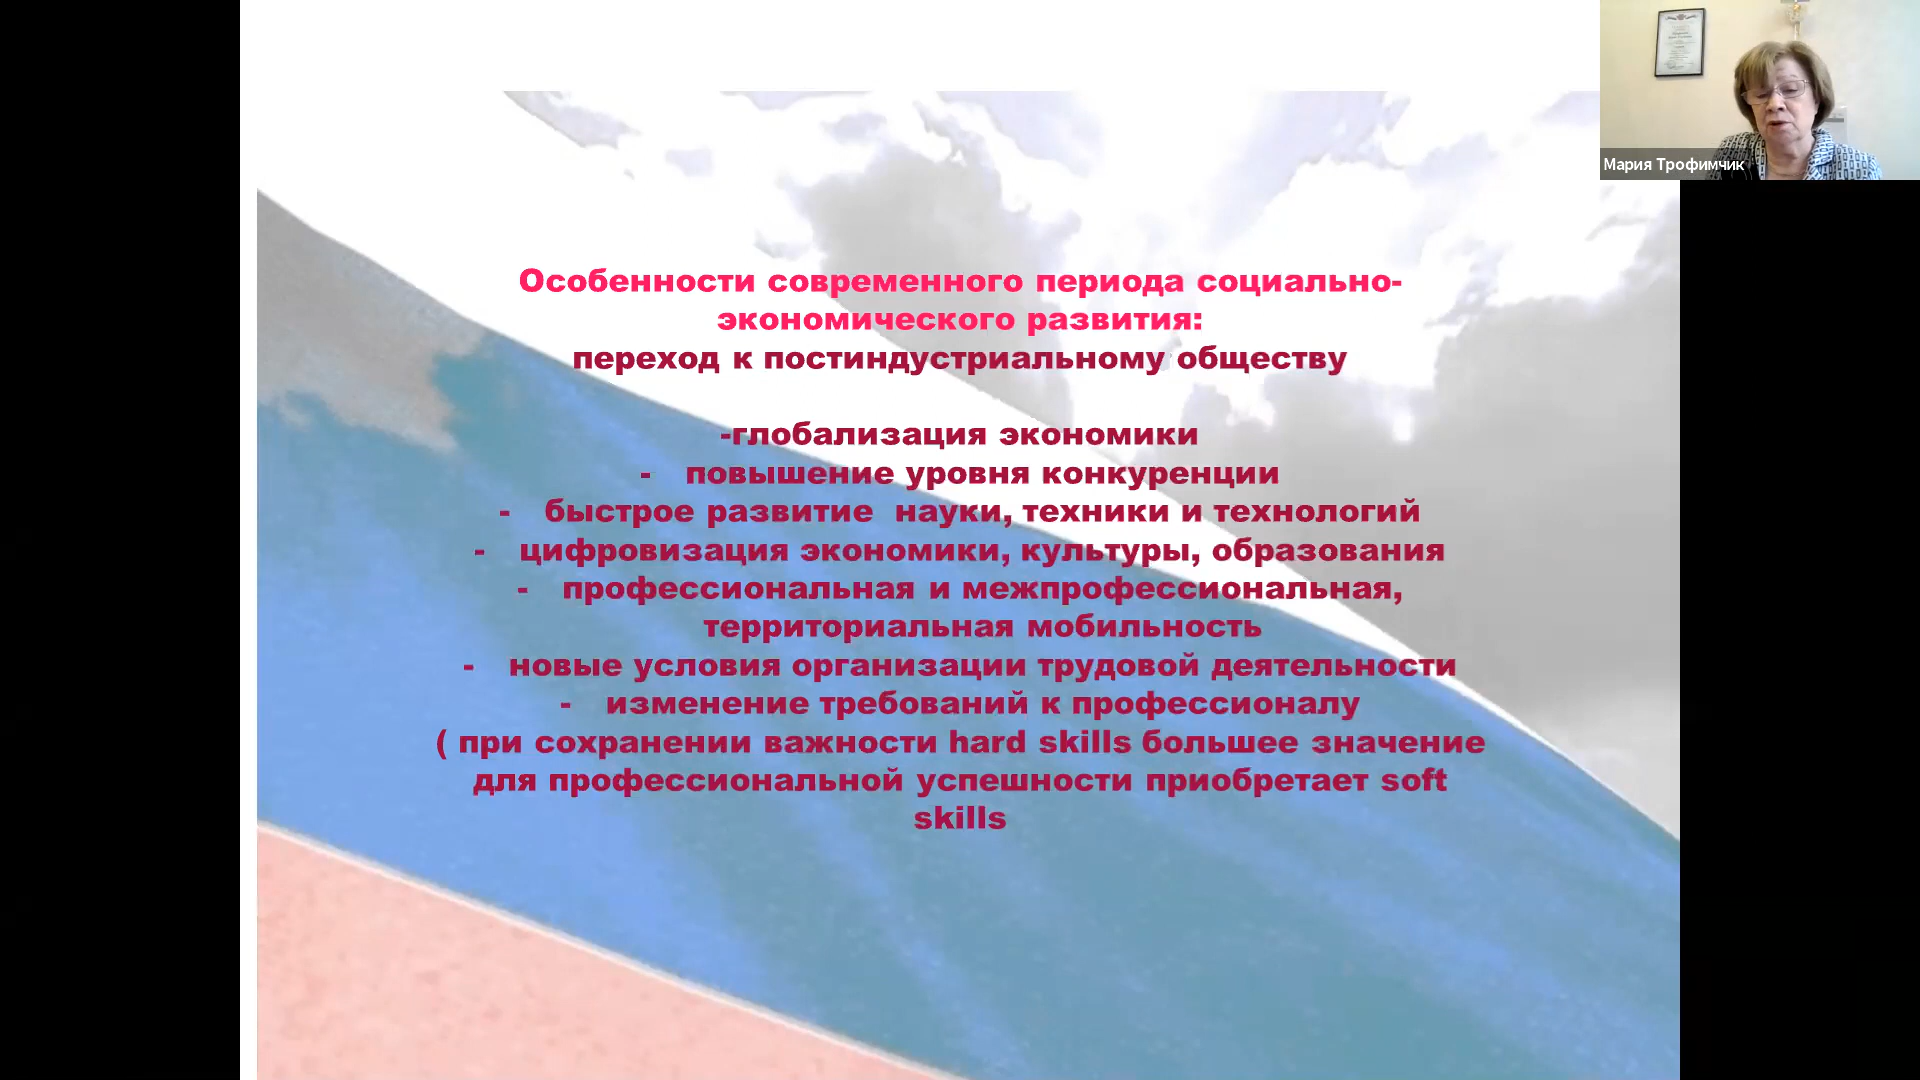 Особенности современного периода социально-
экономического развития:
переход к постиндустриальному обществу
-глобализация экономики
- повышение уровня конкуренции
- быстрое развитие науки, техники и технологий
- цифровизация экономики, культуры, образования
- профессиональная и межпрофессиональная,
территориальная мобильность
- новые условия организации трудовой деятельности
- изменение требований к профессионалу
( при сохранении важности hard skills большее значение
для профессиональной успешности приобретает soft
skills
Мария Трофимчик